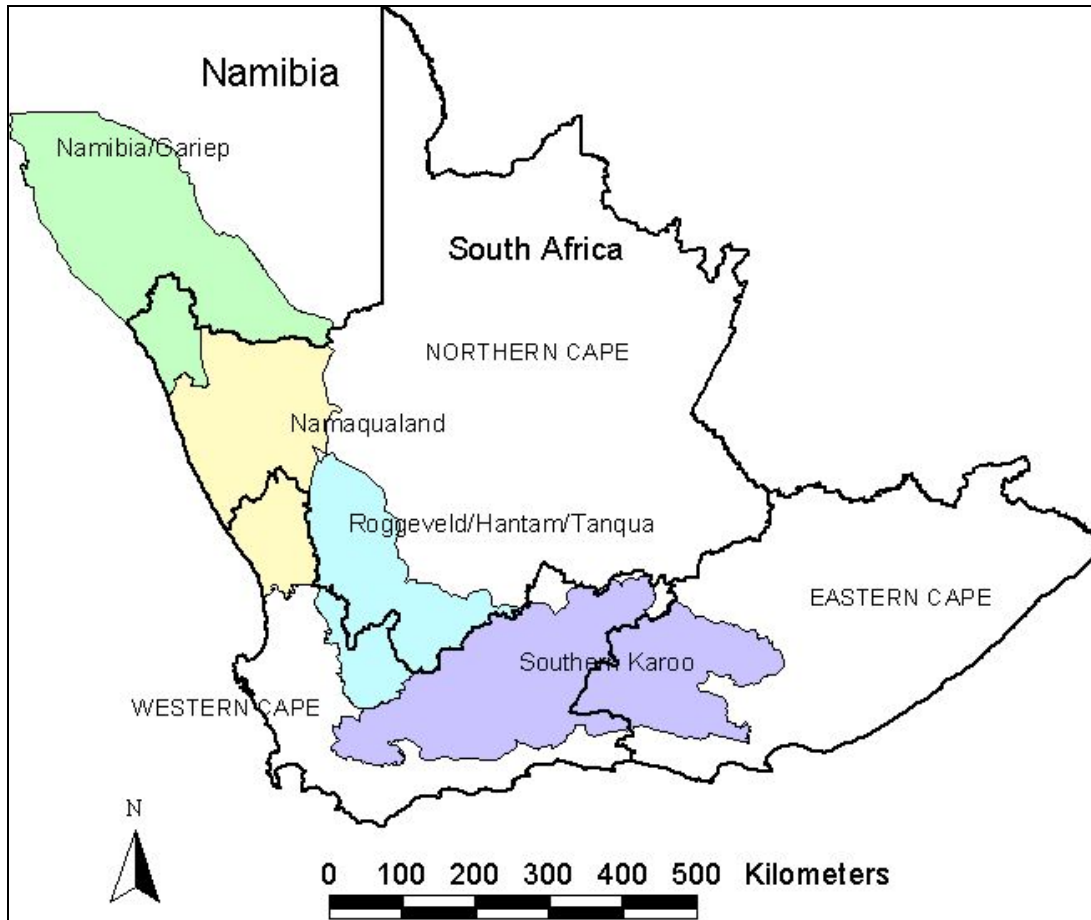 Namibia
Namibia/Gariep
South Africa
NORTHERN CAPE
Namaqualand
Roggeveld/Hantam/Tanqua
EASTERN CAPE
Southern Karoo
WESTERN CAPE
N
0 100 200 300 400 500 Kilometers